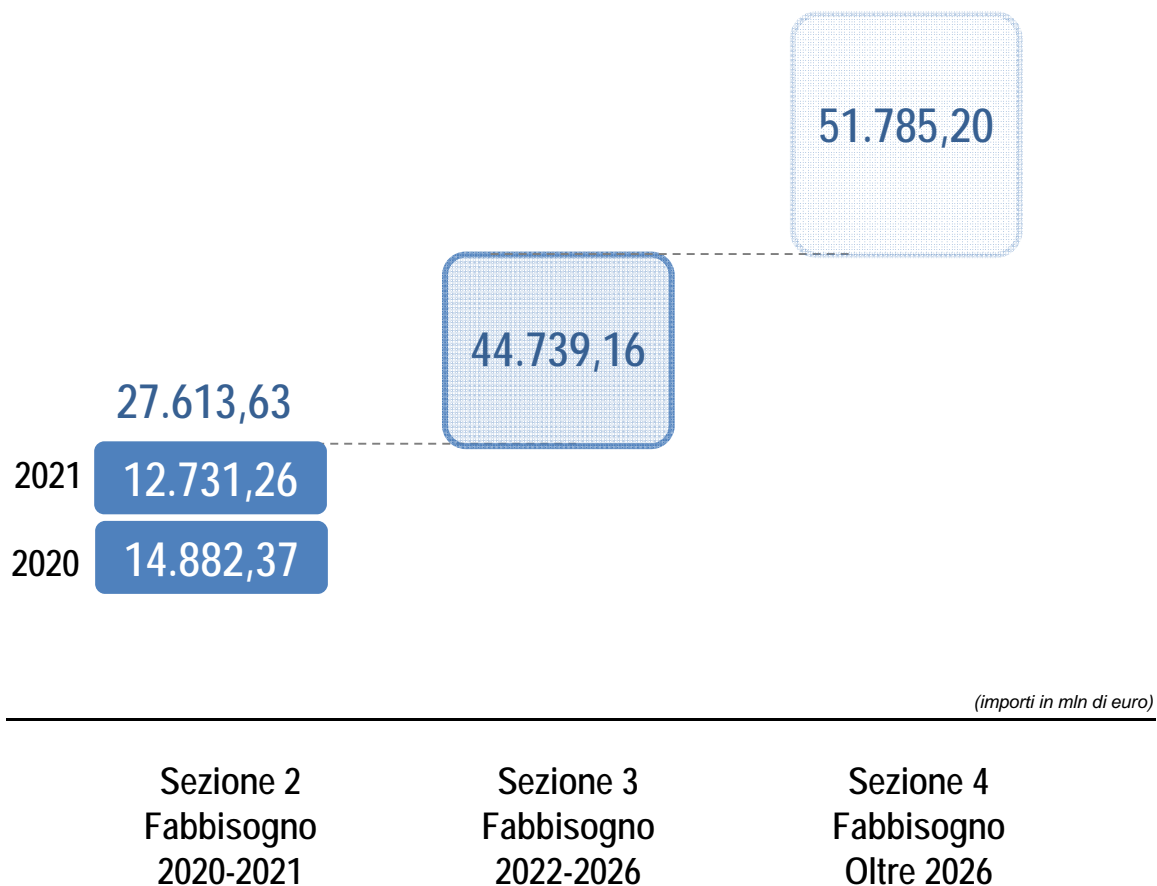 51.785,20
44.739,16
27.613,63
2021 12.731,26
2020 14.882,37
(importi in mln di euro)
Sezione 2
Fabbisogno
2020-2021
Sezione 3
Fabbisogno
2022-2026
Sezione 4
Fabbisogno
Oltre 2026